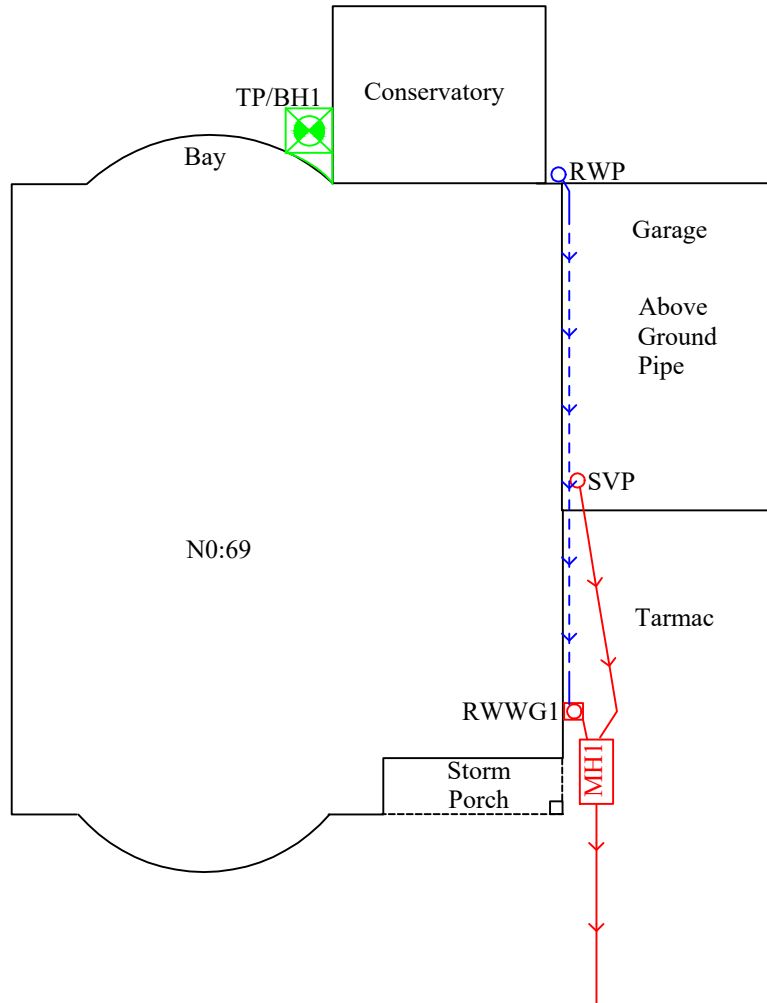 TP/BH1
Conservatory
Bay
RWP
Garage
Above
Ground
Pipe
SVP
N0:69
Tarmac
RWWG1
MH1
Storm
Porch